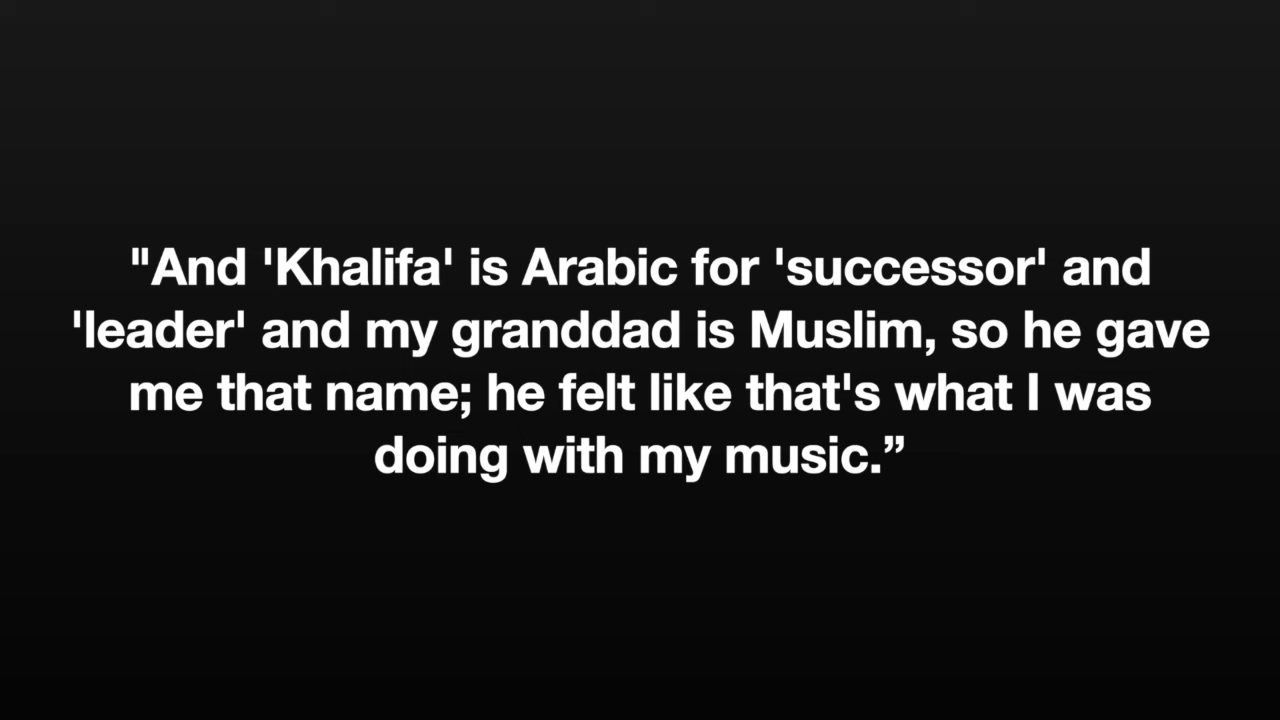 "And 'Khalifa' is Arabic for 'successor' and
'leader' and my granddad is Muslim, so he gave
me that name; he felt like that's what I was
doing with my music.”